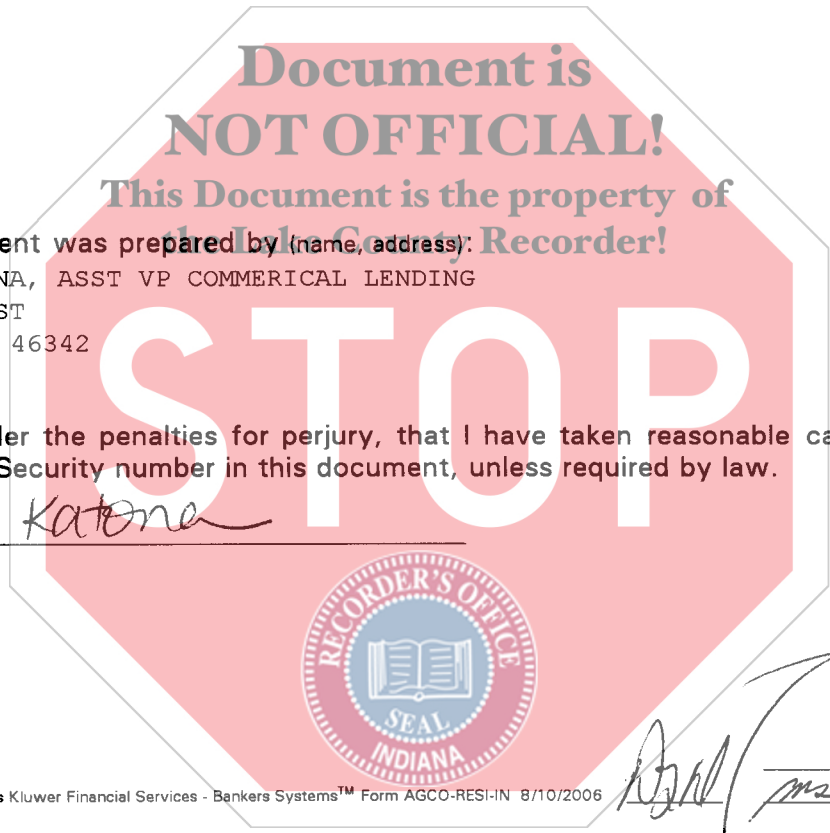 Document is
NOT OFFICIAL!
This Document is the property of
the Lake County Recorder!
ent was prepared by (name, address):
NA, ASST VP COMMERICAL LENDING
ST
46342
STOP
ler the penalties for perjury, that I have taken reasonable ca
Security number in this document, unless required by law.
Katona
RECORDER'S OFFICE
SEAL
INDIANA
s Kluwer Financial Services - Bankers Systems™ Form AGCO-RESI-IN 8/10/2006